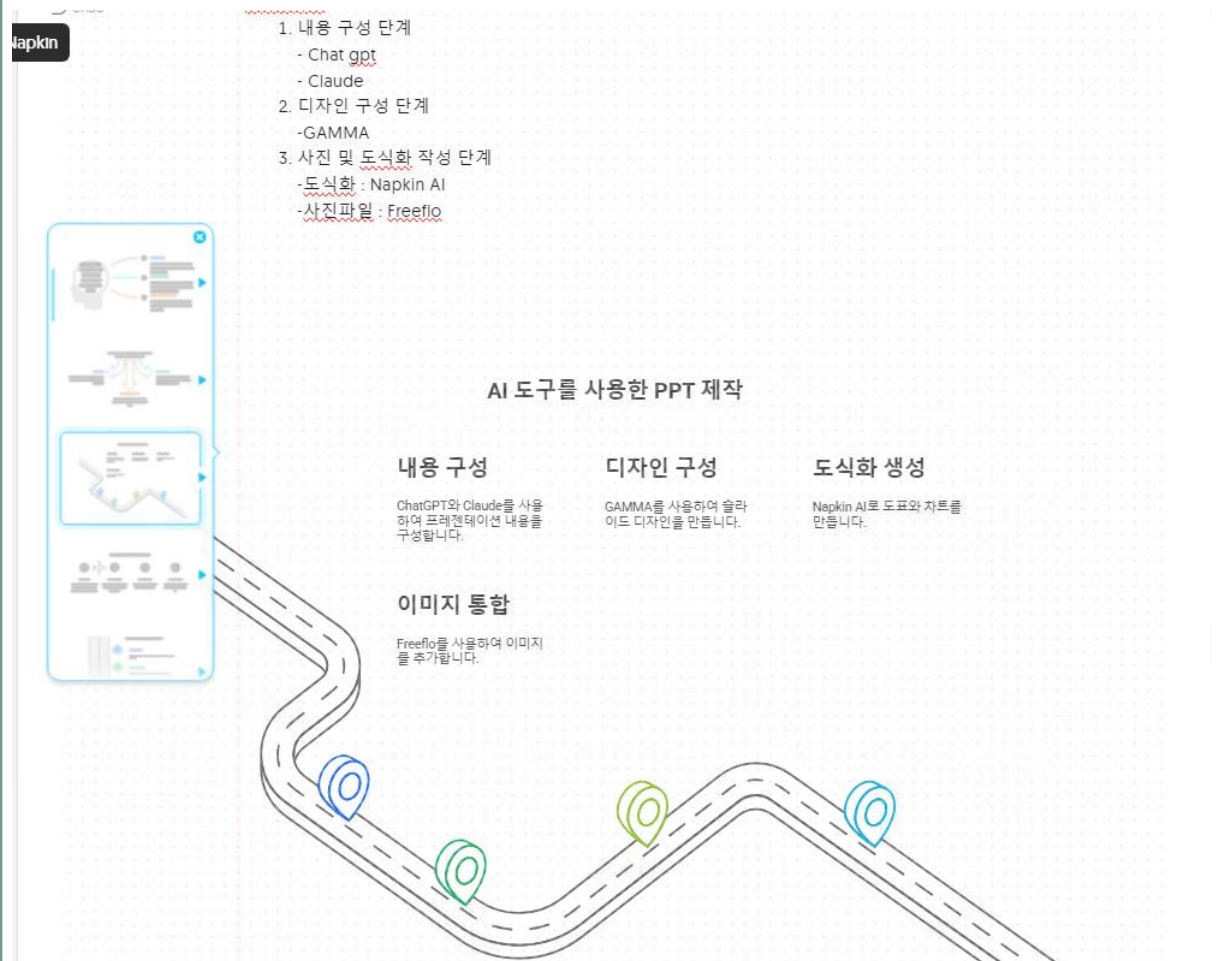 Napkin
1. 내용 구성 단계
- Chat gpt
- Claude
2. 디자인 구성 단계
-GAMMA
3. 사진 및 도식화 작성 단계
-도식화 : Napkin AI
-사진파일 : Freeflo
AI 도구를 사용한 PPT 제작
내용 구성
ChatGPT와 Claude를 사용
하여 프레젠테이션 내용을
구성합니다.
디자인 구성
GAMMA를 사용하여 슬라
이드 디자인을 만듭니다.
도식화 생성
Napkin AI로 도표와 차트를
만듭니다.
이미지 통합
Freeflo를 사용하여 이미지
를 추가합니다.